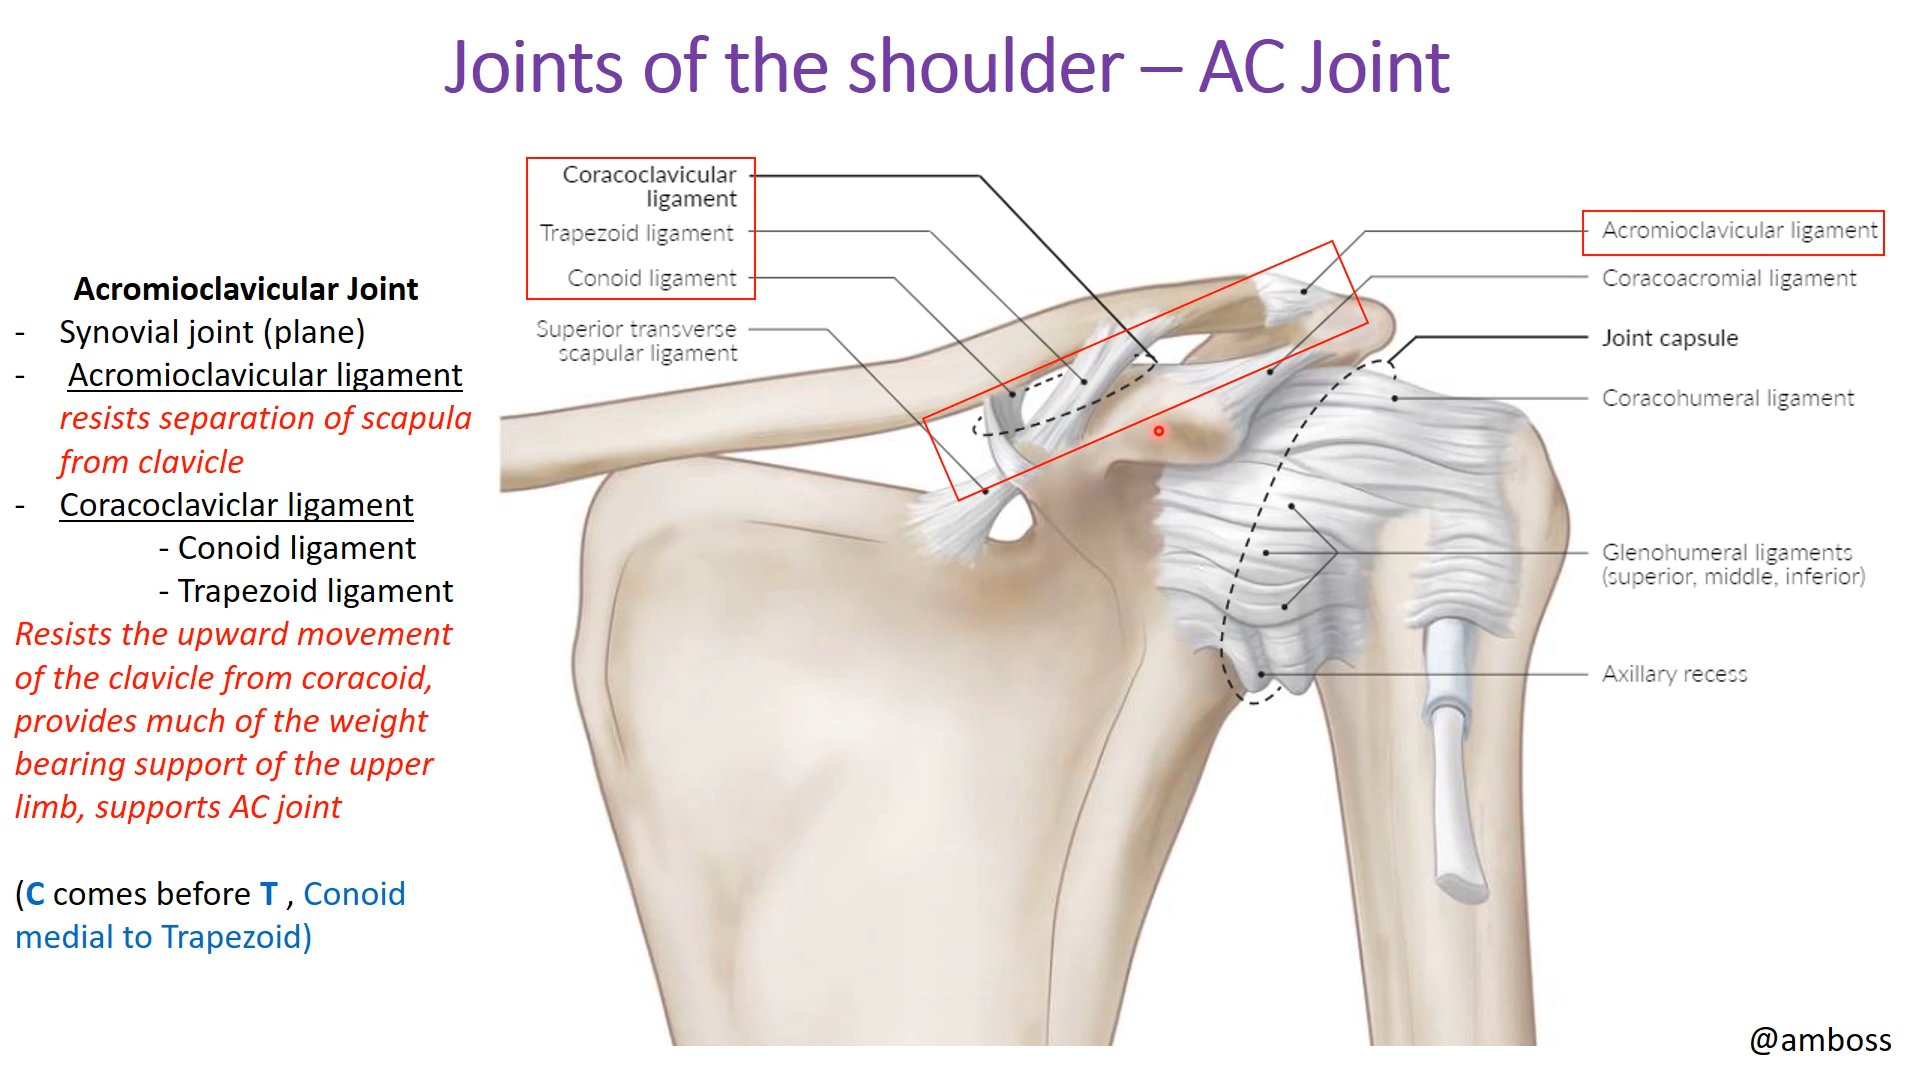 Joints of the shoulder – AC Joint
Acromioclavicular Joint
- Synovial joint (plane)
- Acromioclavicular ligament
resists separation of scapula
from clavicle
- Coracoclaviclar ligament
- Conoid ligament
- Trapezoid ligament
Resists the upward movement
of the clavicle from coracoid,
provides much of the weight
bearing support of the upper
limb, supports AC joint
(C comes before T , Conoid
medial to Trapezoid)
Coracoclavicular
ligament
Trapezoid ligament
Conoid ligament
Superior transverse
scapular ligament
Acromioclavicular ligament
Coracoacromial ligament
Joint capsule
Coracohumeral ligament
Glenohumeral ligaments
(superior, middle, inferior)
Axillary recess
@amboss